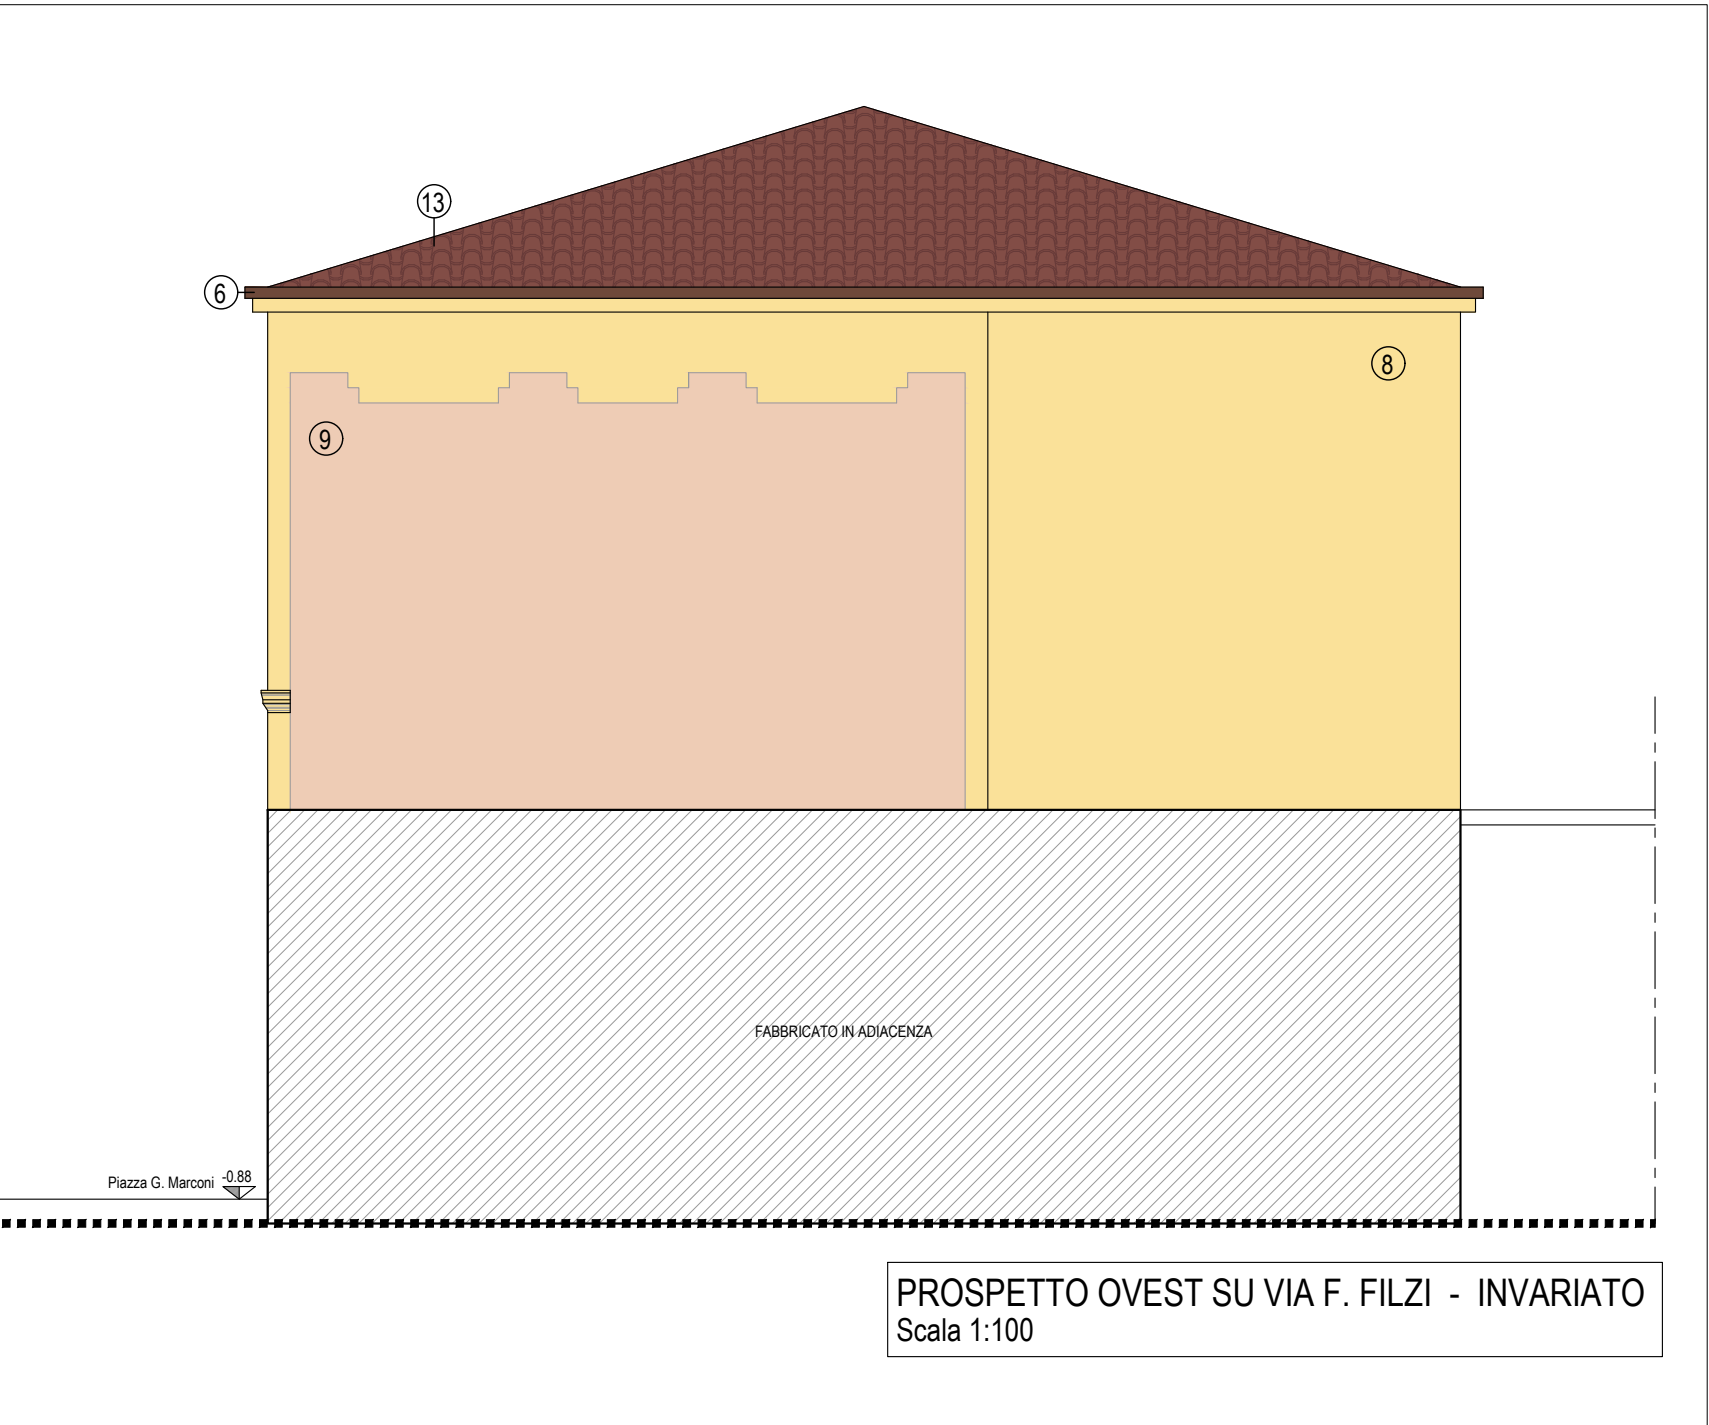 13
6
8
9
FABBRICATO IN ADIACENZA
Piazza G. Marconi -0.88
PROSPETTO OVEST SU VIA F. FILZI - INVARIATO
Scala 1:100